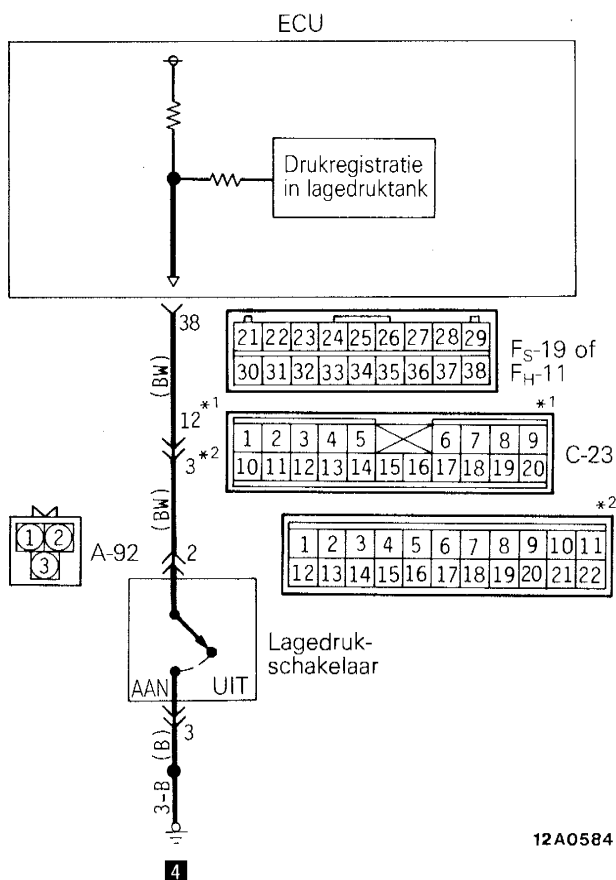 ECU
Drukregistratie
in lagedruktank
38
(BW)
21 22 23 24 25 26 27 28 29
30 31 32 33 34 35 36 37 38
FS-19 of
FH-11
12 *1
3 *2
*1
1 2 3 4 5 6 7 8 9
10 11 12 13 14 15 16 17 18 19 20
C-23
(BW)
*2
1 2 3 4 5 6 7 8 9 10 11
12 13 14 15 16 17 18 19 20 21 22
1 2
3
A-92
2
Lagedruk-
schakelaar
AAN UIT
3
(B)
3-B
4
12A0584